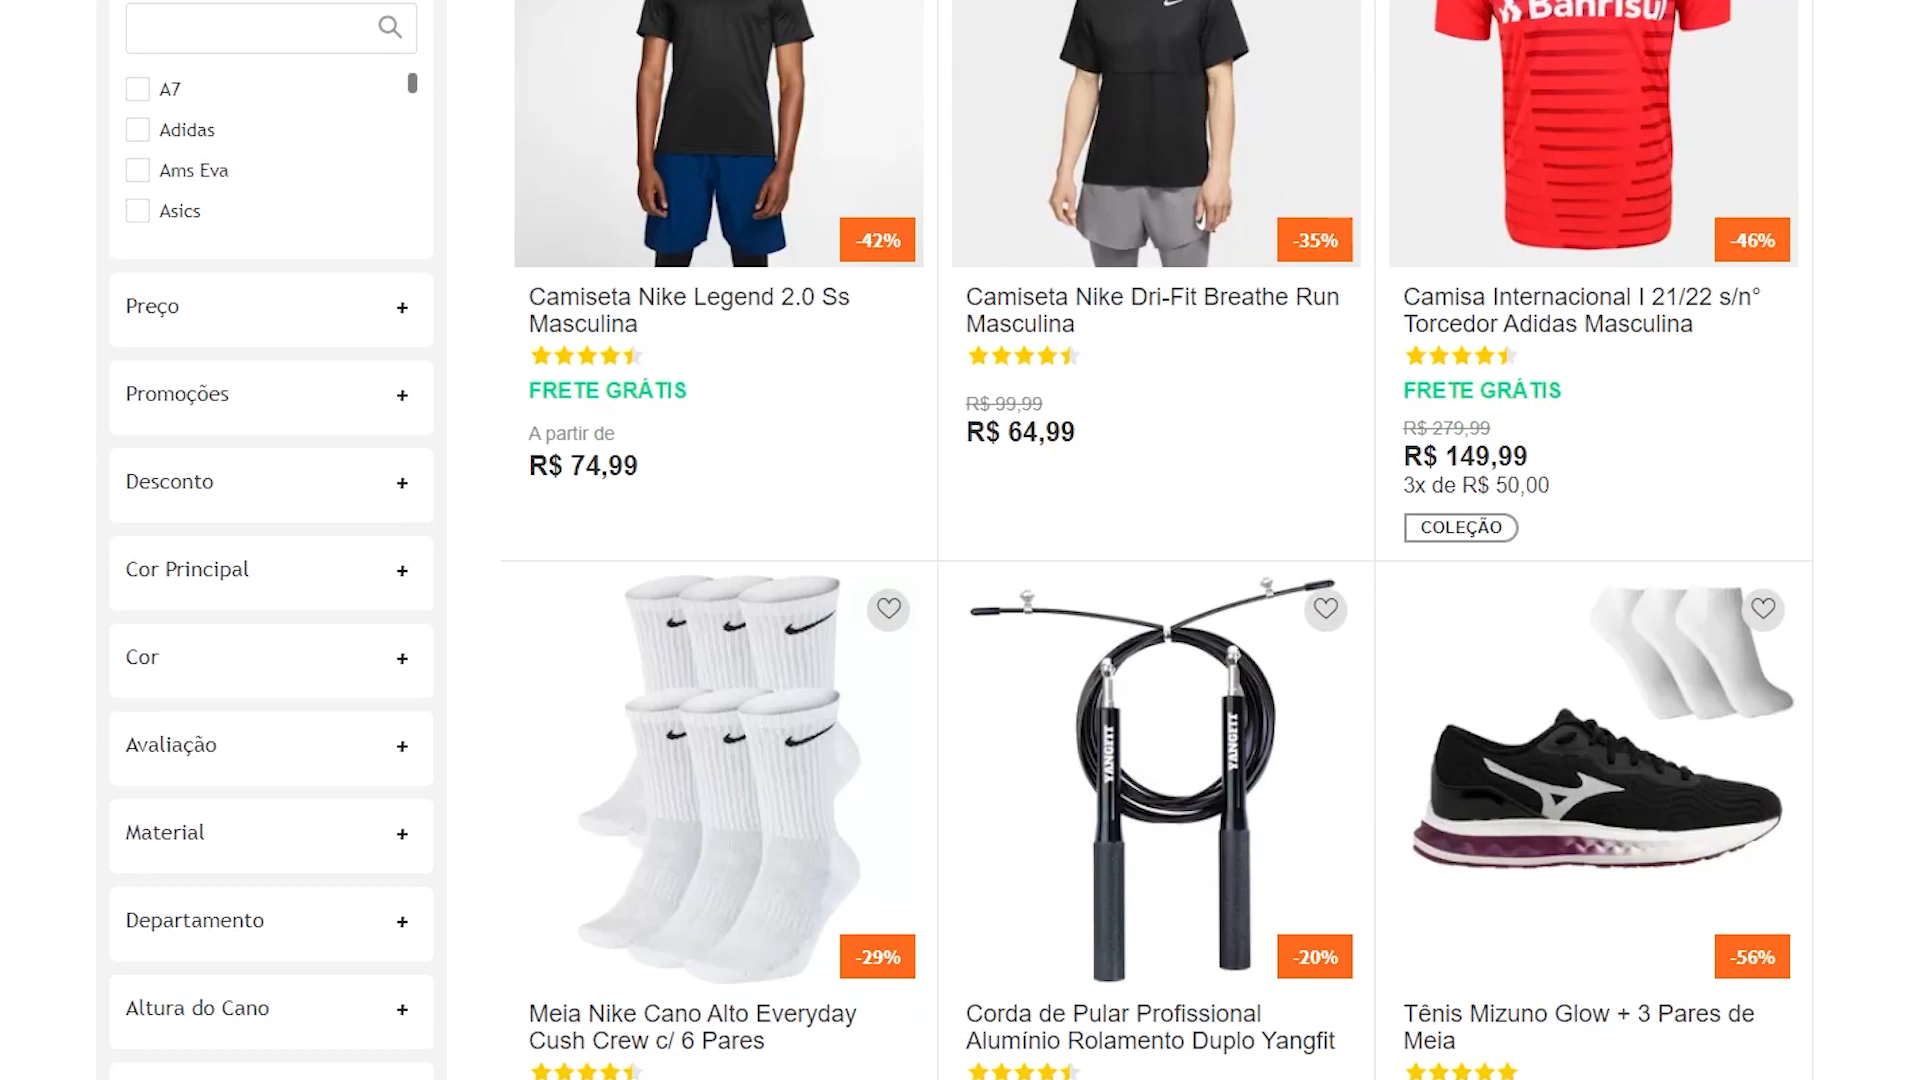 A7
Adidas
Ams Eva
Asics
Preço +
Promoções +
Desconto +
Cor Principal +
Cor +
Avaliação +
Material +
Departamento +
Altura do Cano +
-42%
Camiseta Nike Legend 2.0 Ss
Masculina
FRETE GRÁTIS
A partir de
R$ 74,99
-35%
Camiseta Nike Dri-Fit Breathe Run
Masculina
R$ 99,99
R$ 64,99
Banrisul
-46%
Camisa Internacional I 21/22 s/n°
Torcedor Adidas Masculina
FRETE GRÁTIS
R$ 279,99
R$ 149,99
3x de R$ 50,00
COLEÇÃO
-29%
Meia Nike Cano Alto Everyday
Cush Crew c/ 6 Pares
YANGFIT
YANGFIT
-20%
Corda de Pular Profissional
Alumínio Rolamento Duplo Yangfit
-56%
Tênis Mizuno Glow + 3 Pares de
Meia